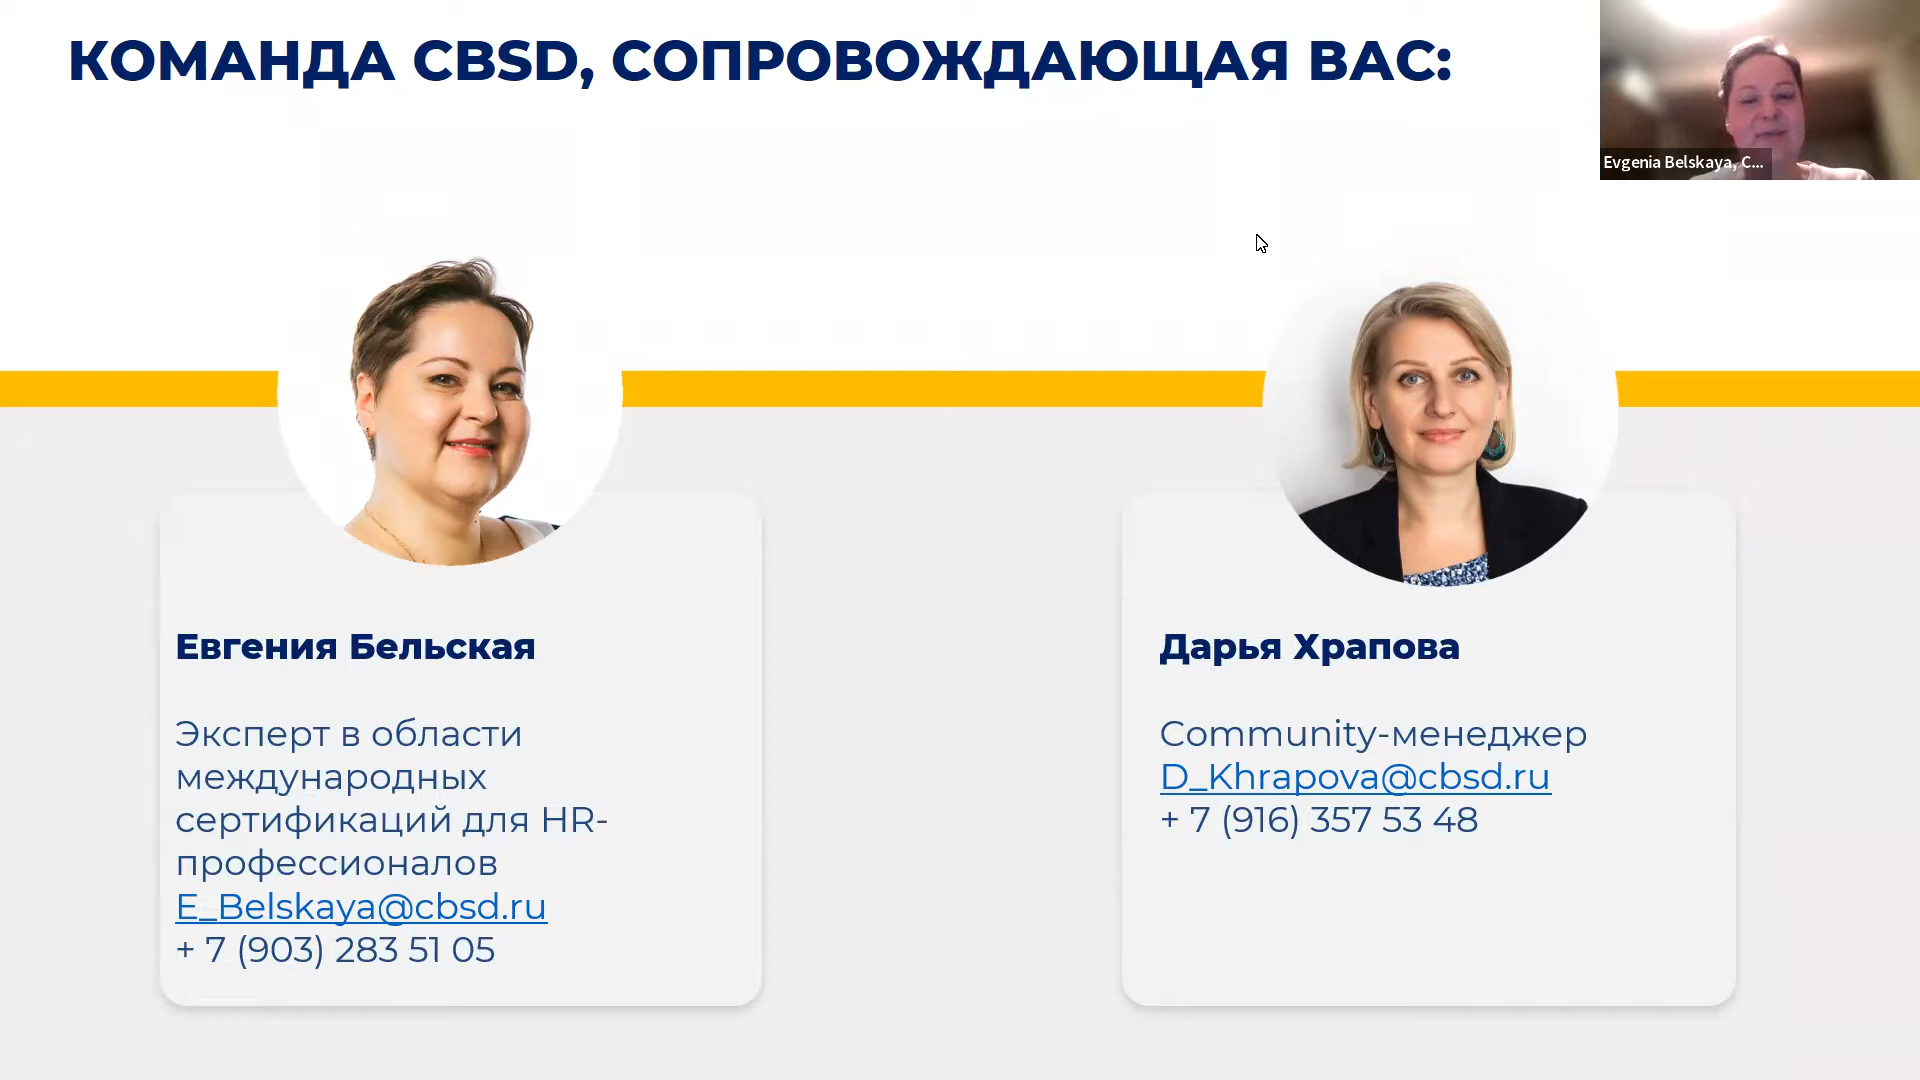 КОМАНДА CBSD, СОПРОВОЖДАЮЩАЯ ВАС:
Evgenia Belskaya, C...
Евгения Бельская
Эксперт в области
международных
сертификаций для HR-
профессионалов
E_Belskaya@cbsd.ru
+ 7 (903) 283 51 05
Дарья Храпова
Community-менеджер
D_Khrapova@cbsd.ru
+ 7 (916) 357 53 48